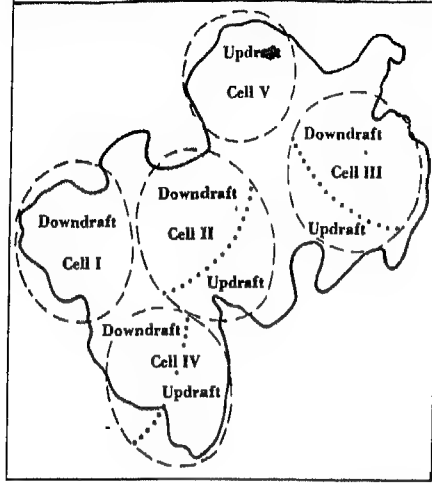 Updraft
Cell V
Downdraft
Cell III
Updraft
Downdraft
Cell II
Updraft
Downdraft
Cell I
Downdraft
Cell IV
Updraft